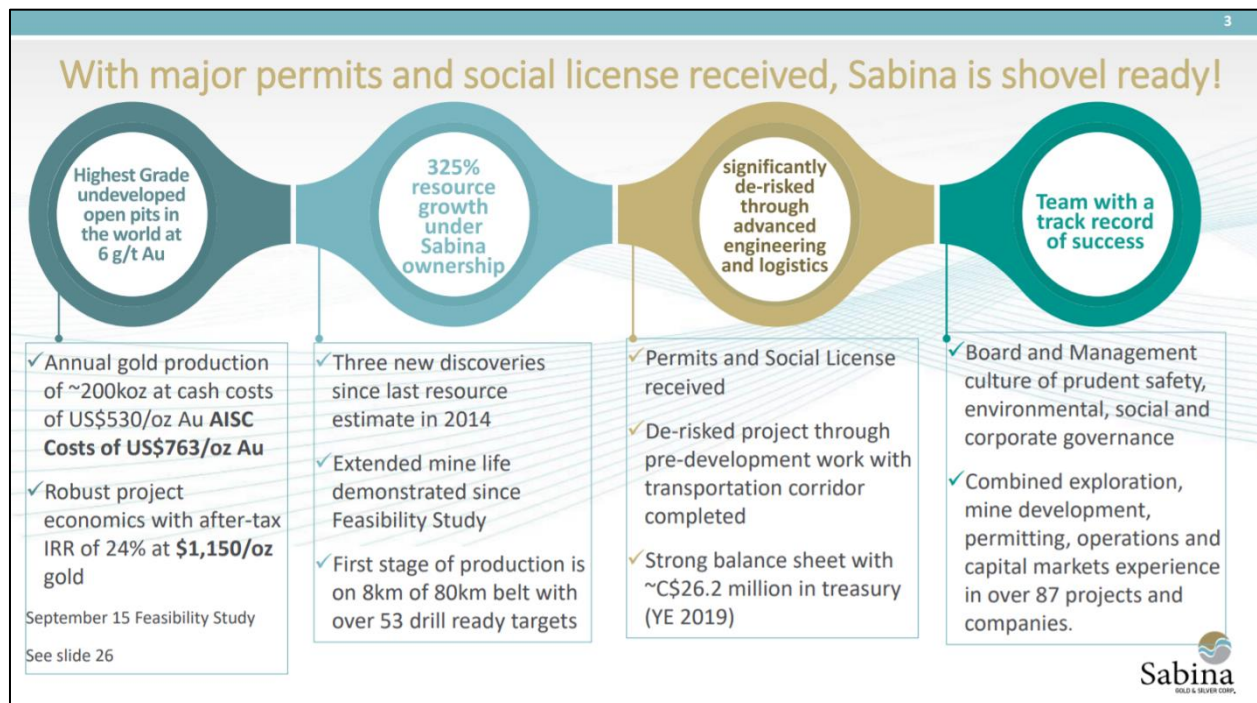 3
With major permits and social license received, Sabina is shovel ready!
Highest Grade
undeveloped
open pits in
the world at
6 g/t Au
325%
resource
growth
under
Sabina
ownership
significantly
de-risked
through
advanced
engineering
and logistics
Team with a
track record
of success
✓Annual gold production
of ~200koz at cash costs
of US$530/oz Au AISC
Costs of US$763/oz Au
✓Robust project
economics with after-tax
IRR of 24% at $1,150/oz
gold
September 15 Feasibility Study
See slide 26
✓Three new discoveries
since last resource
estimate in 2014
✓Extended mine life
demonstrated since
Feasibility Study
✓First stage of production is
on 8km of 80km belt with
over 53 drill ready targets
✓Permits and Social License
received
✓De-risked project through
pre-development work with
transportation corridor
completed
✓Strong balance sheet with
~C$26.2 million in treasury
(YE 2019)
✓Board and Management
culture of prudent safety,
environmental, social and
corporate governance
✓Combined exploration,
mine development,
permitting, operations and
capital markets experience
in over 87 projects and
companies.
Sabina
GOLD & SILVER CORP.